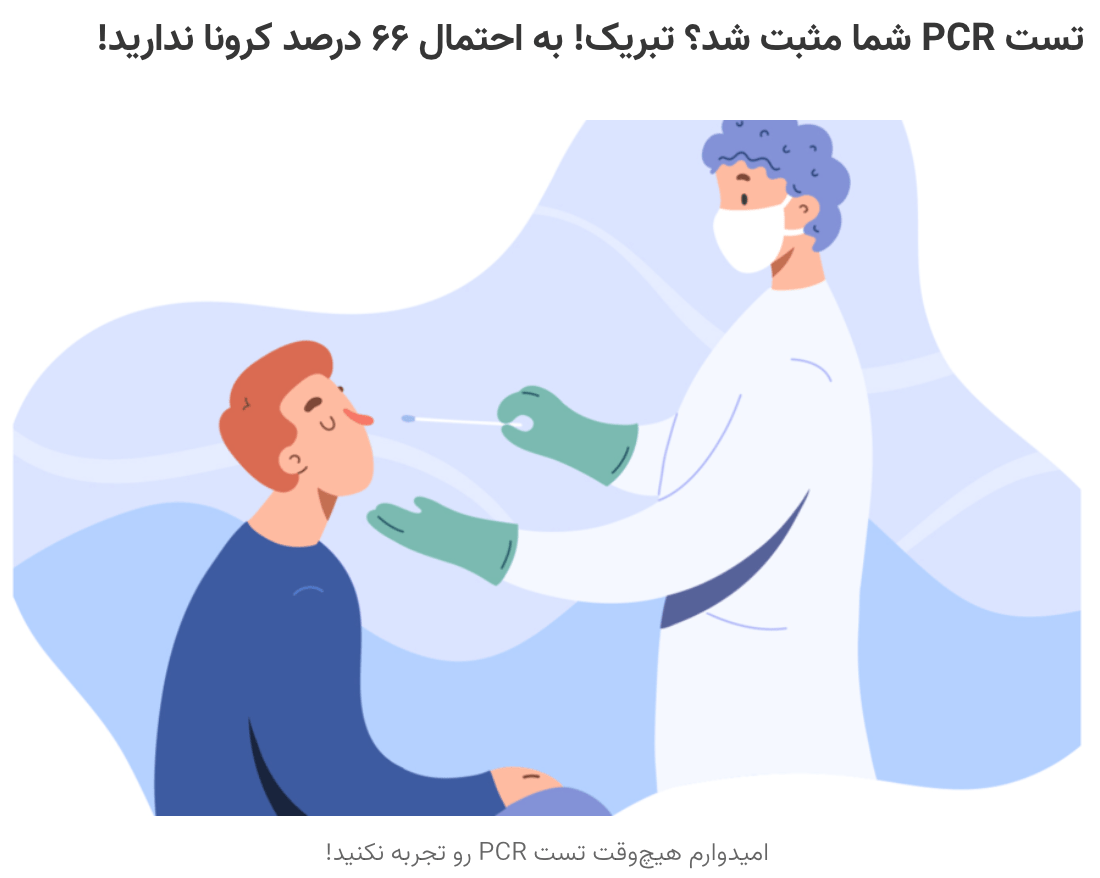 تست PCR شما مثبت شد؟ تبریک! به احتمال ۶۶ درصد کرونا ندارید!
امیدوارم هیچ‌وقت تست PCR رو تجربه نکنید!